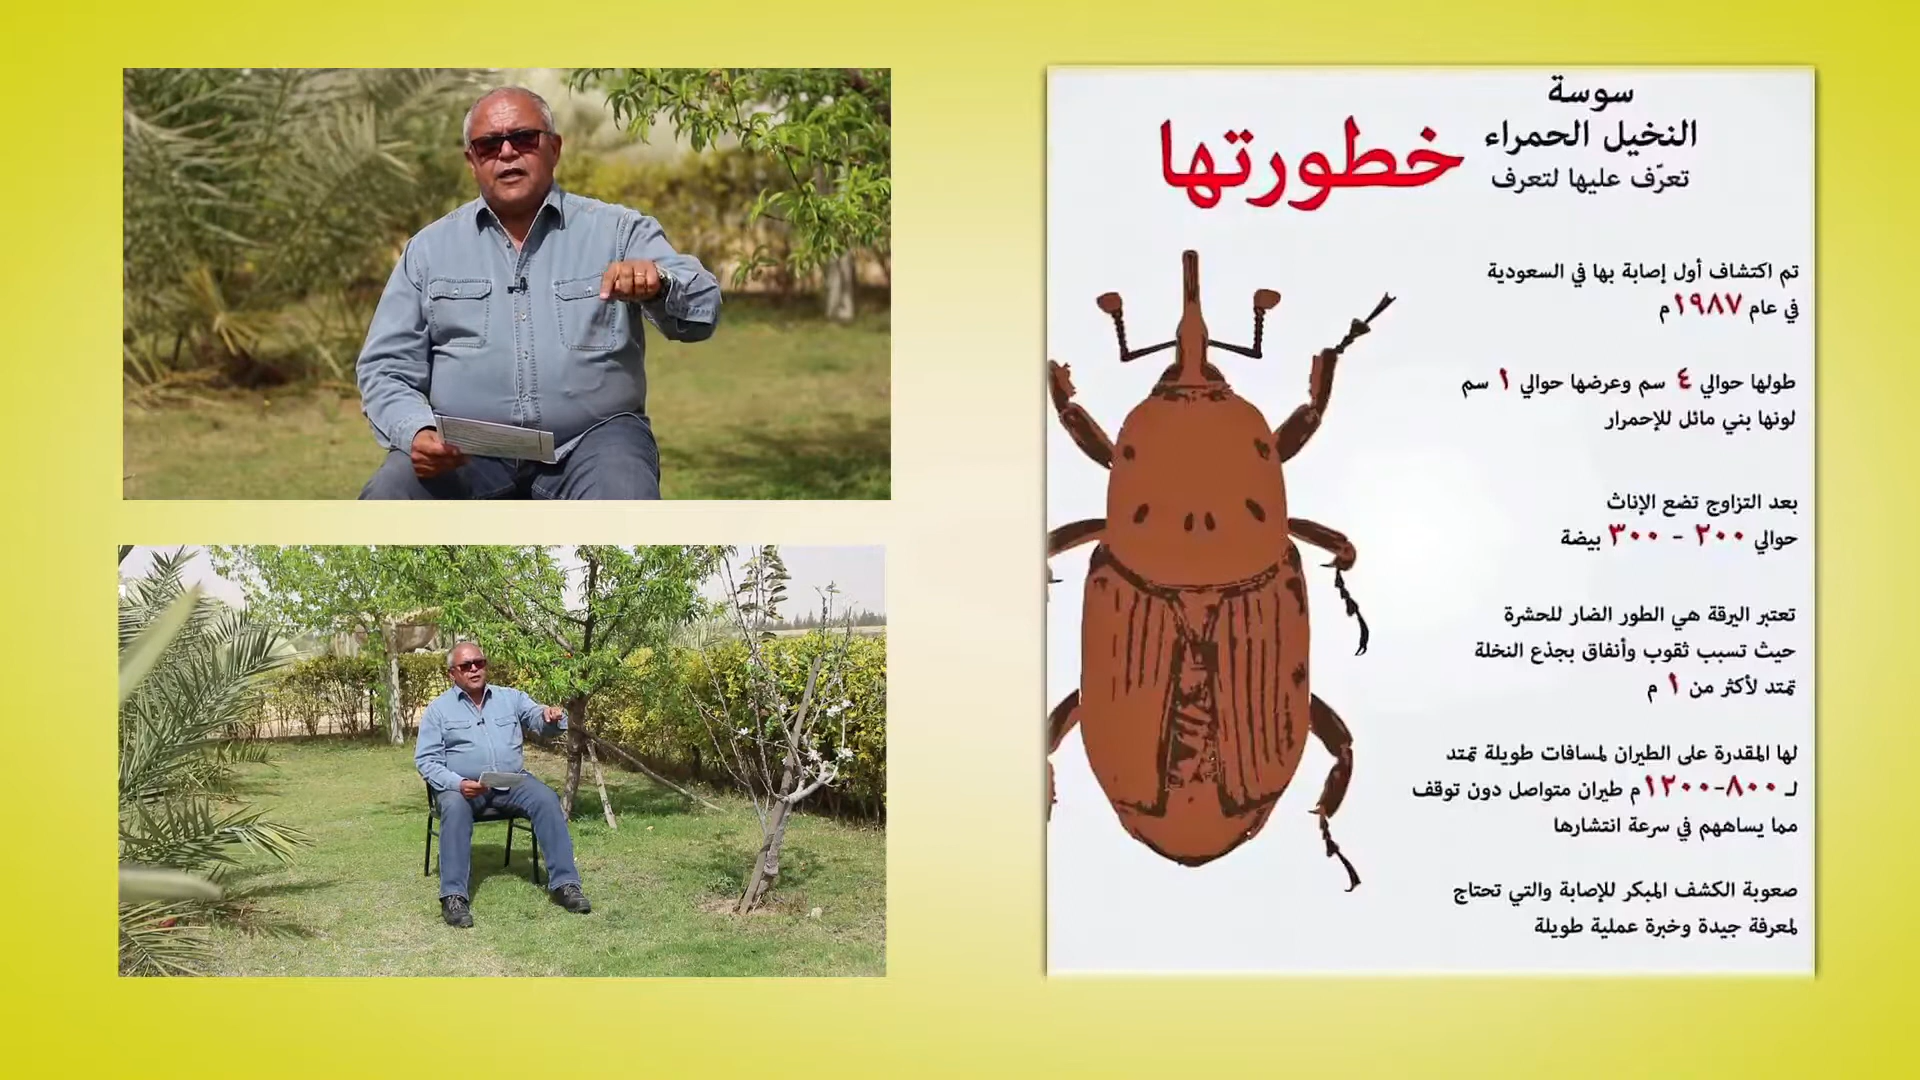 سوسة
النخيل الحمراء
تعرّف عليها لتعرف
خطورتها
تم اكتشاف أول إصابة بها في السعودية
في عام ١٩٨٧م
طولها حوالي ٤ سم وعرضها حوالي ١ سم
لونها بني مائل للإحمرار
بعد التزاوج تضع الإناث
حوالي ٢٠٠ - ٣٠٠ بيضة
تعتبر اليرقة هي الطور الضار للحشرة
حيث تسبب ثقوب وأنفاق بجذع النخلة
تمتد لأكثر من ١ م
لها المقدرة على الطيران لمسافات طويلة تمتد
لـ ٨٠٠-١٢٠٠م طيران متواصل دون توقف
مما يساههم في سرعة انتشارها
صعوبة الكشف المبكر للإصابة والتي تحتاج
لمعرفة جيدة وخبرة عملية طويلة